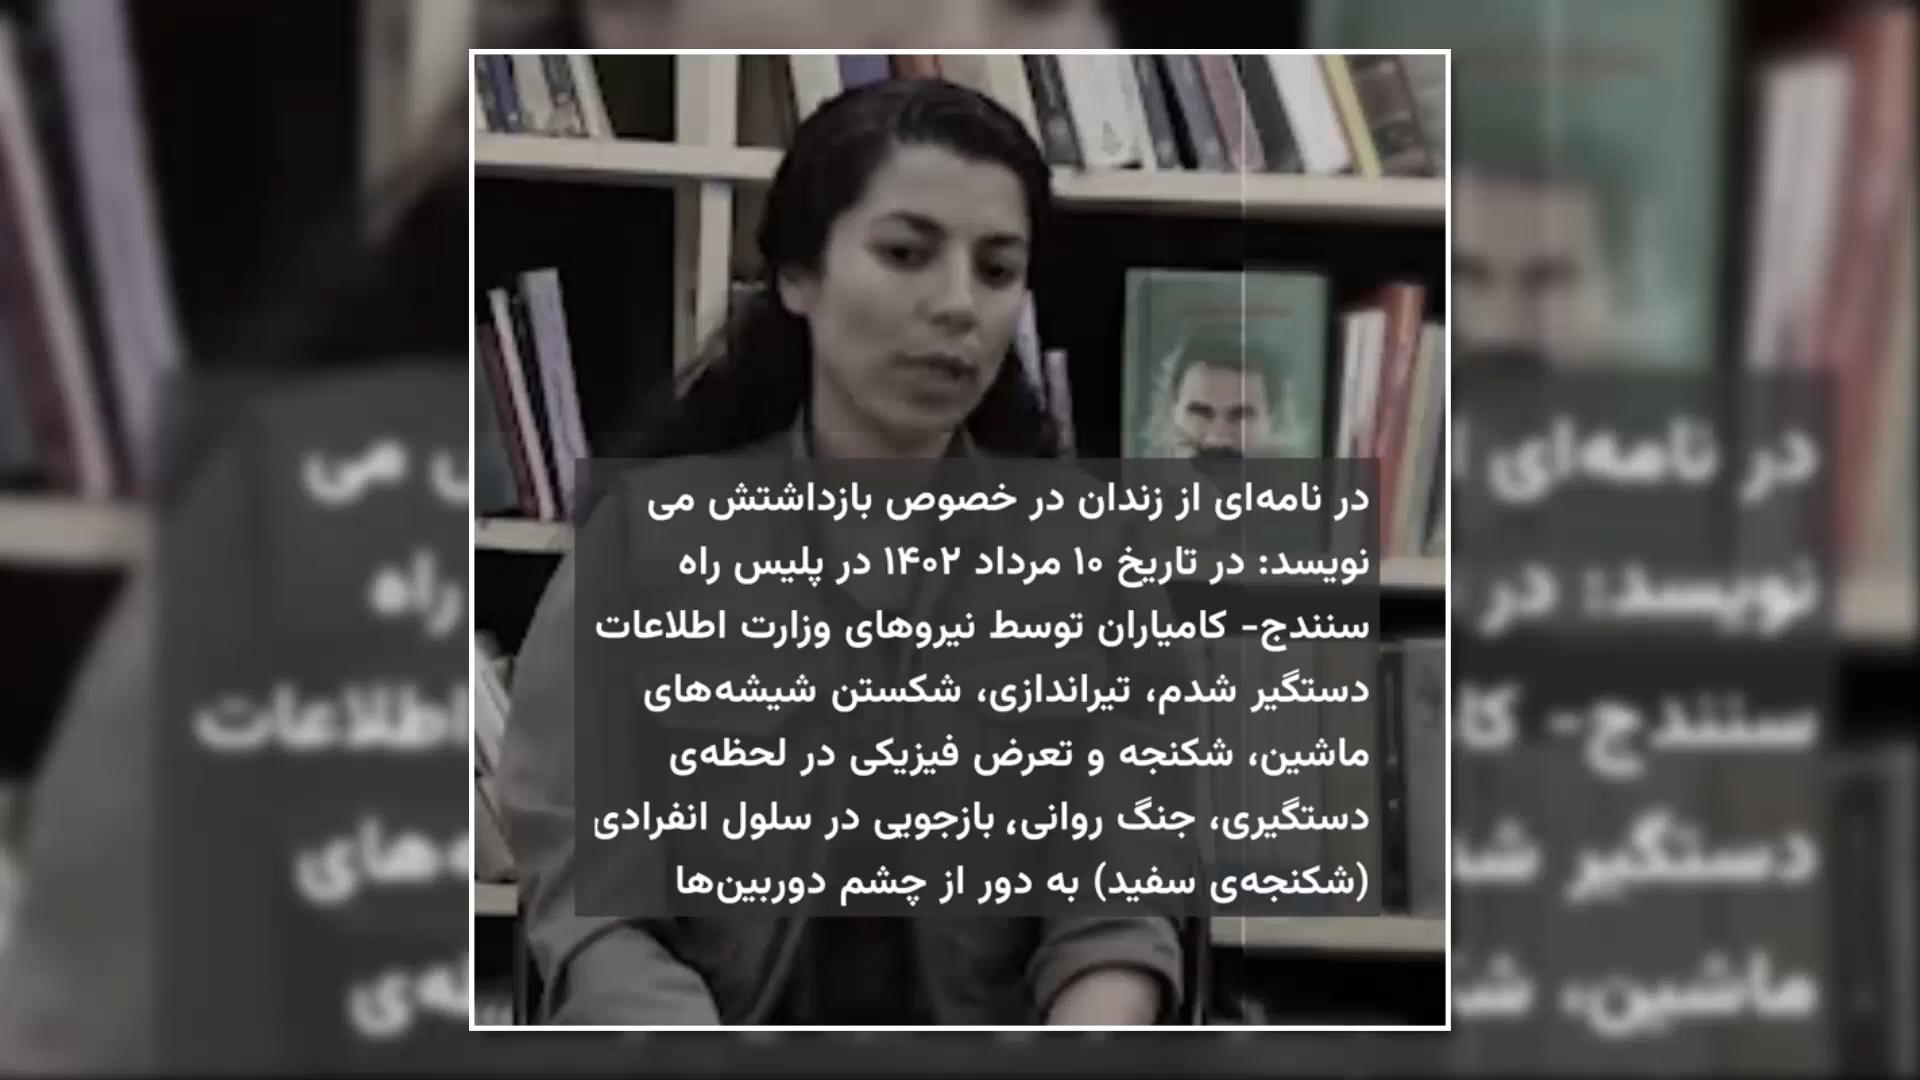 در نامه‌ای از زندان در خصوص بازداشتش می
نویسد: در تاریخ ۱۰ مرداد ۱۴۰۲ در پلیس راه
سنندج- کامیاران توسط نیروهای وزارت اطلاعات
دستگیر شدم، تیراندازی، شکستن شیشه‌های
ماشین، شکنجه و تعرض فیزیکی در لحظه‌ی
دستگیری، جنگ روانی، بازجویی در سلول انفرادی
(شکنجه‌ی سفید) به دور از چشم دوربین‌ها